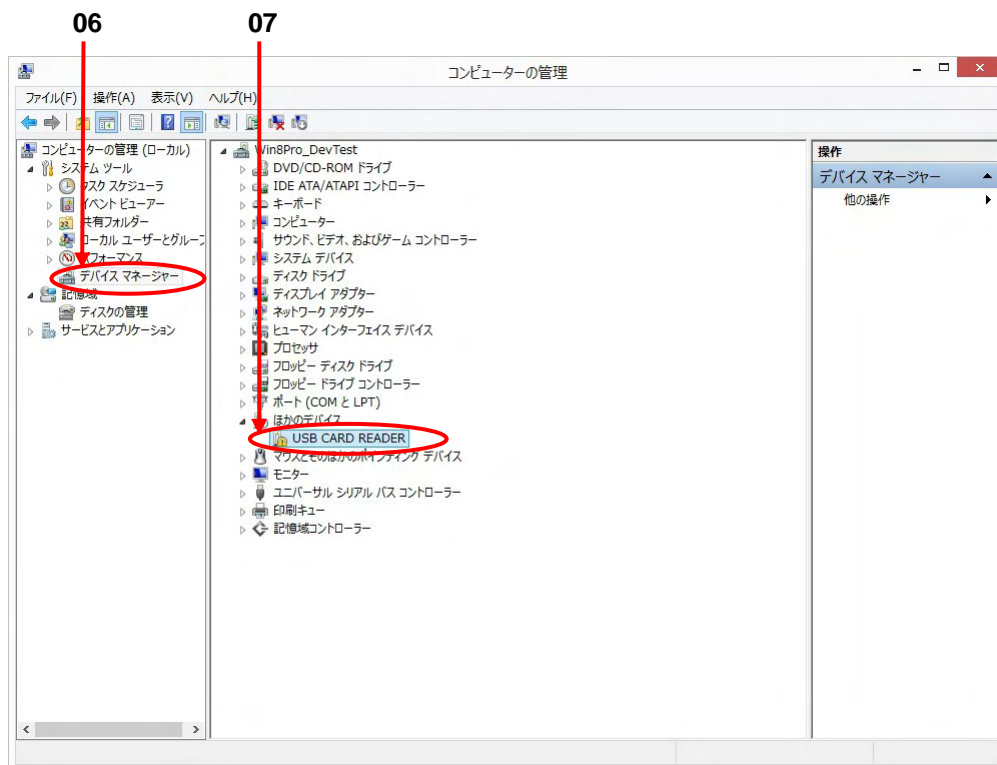 06 07
コンピューターの管理
ファイル(F) 操作(A) 表示(V) ヘルプ(H)
コンピューターの管理 (ローカル)
システム ツール
タスク スケジューラ
イベント ビューアー
共有フォルダー
ローカル ユーザーとグループ
パフォーマンス
デバイス マネージャー
記憶域
ディスクの管理
サービスとアプリケーション
Win8Pro_DevTest
DVD/CD-ROM ドライブ
IDE ATA/ATAPI コントローラー
キーボード
コンピューター
サウンド、ビデオ、およびゲーム コントローラー
システム デバイス
ディスク ドライブ
ディスプレイ アダプター
ネットワーク アダプター
ヒューマン インターフェイス デバイス
プロセッサ
フロッピー ディスク ドライブ
フロッピー ドライブ コントローラー
ポート (COM と LPT)
ほかのデバイス
USB CARD READER
マウスとそのほかのポインティング デバイス
モニター
ユニバーサル シリアル バス コントローラー
印刷キュー
記憶域コントローラー
操作
デバイス マネージャー
他の操作